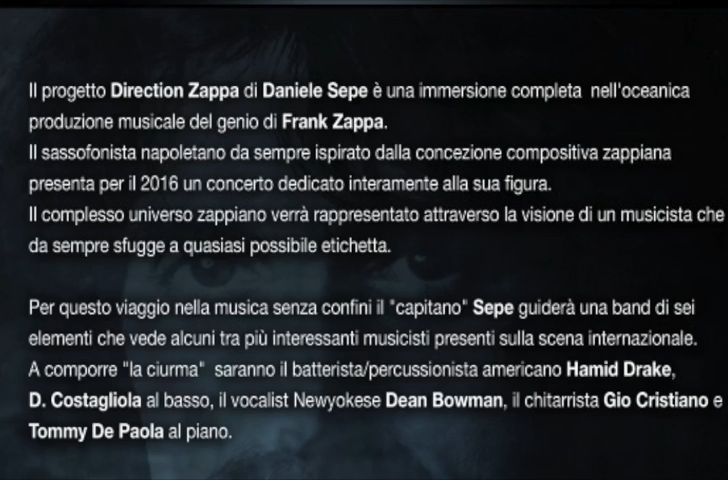 Il progetto Direction Zappa di Daniele Sepe è una immersione completa nell'oceanica
produzione musicale del genio di Frank Zappa.
Il sassofonista napoletano da sempre ispirato dalla concezione compositiva zappiana
presenta per il 2016 un concerto dedicato interamente alla sua figura.
Il complesso universo zappiano verrà rappresentato attraverso la visione di un musicista che
da sempre sfugge a quasiasi possibile etichetta.
Per questo viaggio nella musica senza confini il "capitano" Sepe guiderà una band di sei
elementi che vede alcuni tra più interessanti musicisti presenti sulla scena internazionale.
A comporre "la ciurma" saranno il batterista/percussionista americano Hamid Drake,
D. Costagliola al basso, il vocalist Newyokese Dean Bowman, il chitarrista Gio Cristiano e
Tommy De Paola al piano.